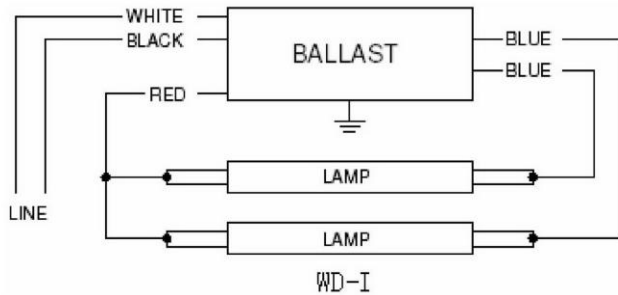 WHITE
BLACK
BALLAST
BLUE
BLUE
RED
LAMP
LINE
LAMP
WD-I